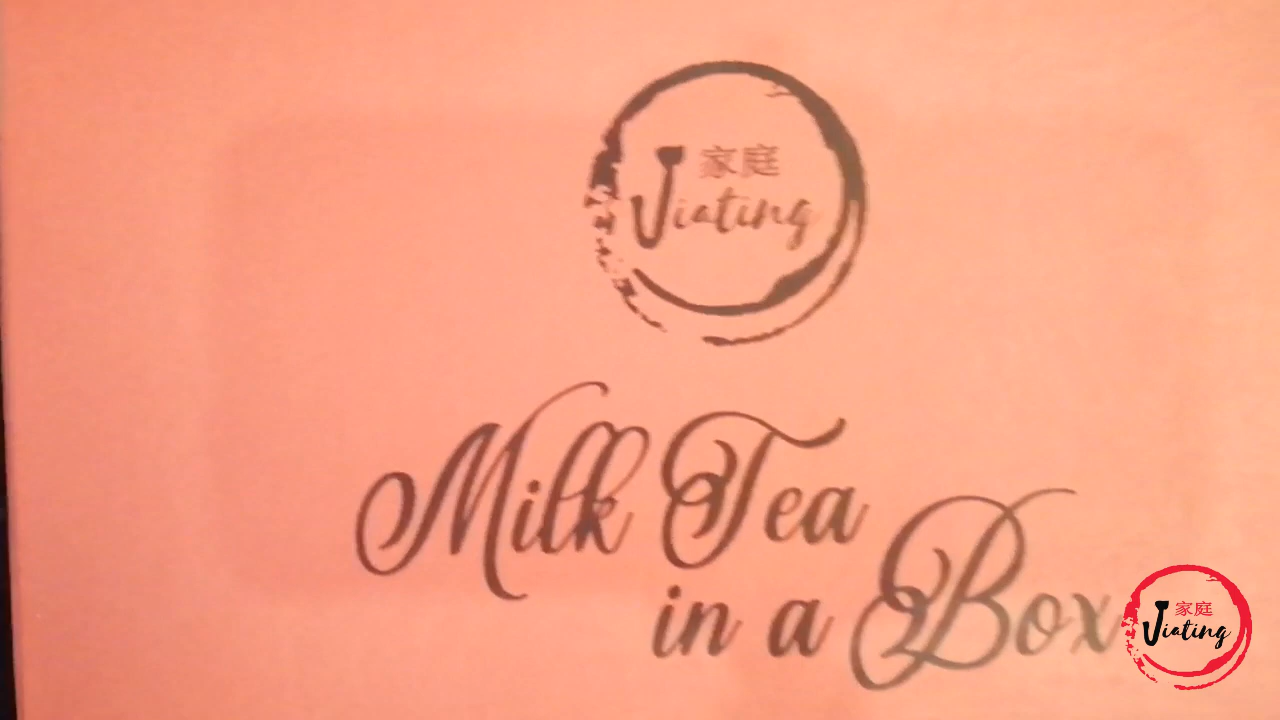 家庭
Jiating
Milk Tea
in a Box
家庭
Jiating